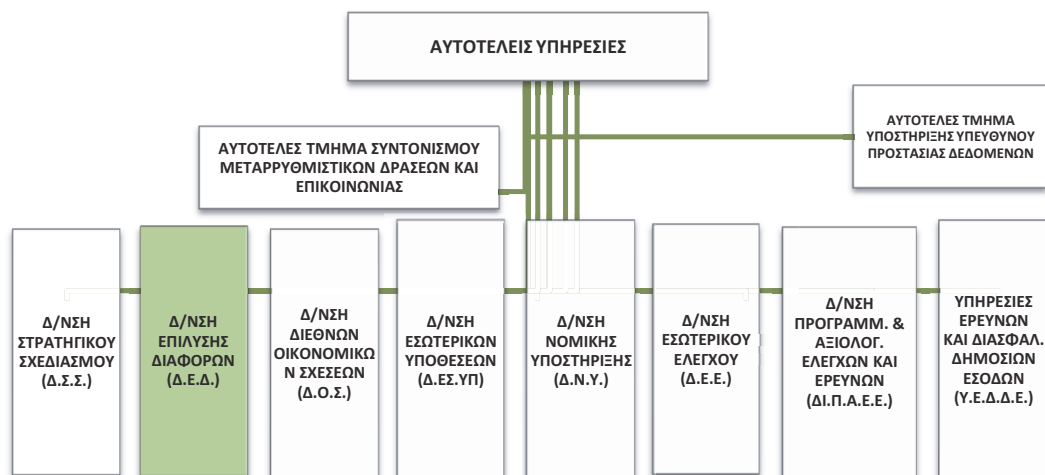 ΑΥΤΟΤΕΛΕΙΣ ΥΠΗΡΕΣΙΕΣ
ΑΥΤΟΤΕΛΕΣ ΤΜΗΜΑ
ΥΠΟΣΤΗΡΙΞΗΣ ΥΠΕΥΘΥΝΟΥ
ΠΡΟΣΤΑΣΙΑΣ ΔΕΔΟΜΕΝΩΝ
ΑΥΤΟΤΕΛΕΣ ΤΜΗΜΑ ΣΥΝΤΟΝΙΣΜΟΥ
ΜΕΤΑΡΡΥΘΜΙΣΤΙΚΩΝ ΔΡΑΣΕΩΝ ΚΑΙ
ΕΠΙΚΟΙΝΩΝΙΑΣ
Δ/ΝΣΗ
ΣΤΡΑΤΗΓΙΚΟΥ
ΣΧΕΔΙΑΣΜΟΥ
(Δ.Σ.Σ.)
Δ/ΝΣΗ
ΕΠΙΛΥΣΗΣ
ΔΙΑΦΟΡΩΝ
(Δ.Ε.Δ.)
Δ/ΝΣΗ
ΔΙΕΘΝΩΝ
ΟΙΚΟΝΟΜΙΚΩ
Ν ΣΧΕΣΕΩΝ
(Δ.Ο.Σ.)
Δ/ΝΣΗ
ΕΣΩΤΕΡΙΚΩΝ
ΥΠΟΘΕΣΕΩΝ
(Δ.ΕΣ.ΥΠ)
Δ/ΝΣΗ
ΝΟΜΙΚΗΣ
ΥΠΟΣΤΗΡΙΞΗΣ
(Δ.Ν.Υ.)
Δ/ΝΣΗ
ΕΣΩΤΕΡΙΚΟΥ
ΕΛΕΓΧΟΥ
(Δ.Ε.Ε.)
Δ/ΝΣΗ
ΠΡΟΓΡΑΜΜ. &
ΑΞΙΟΛΟΓ.
ΕΛΕΓΧΩΝ ΚΑΙ
ΕΡΕΥΝΩΝ
(ΔΙ.Π.Α.Ε.Ε.)
ΥΠΗΡΕΣΙΕΣ
ΕΡΕΥΝΩΝ
ΚΑΙ ΔΙΑΣΦΑΛ.
ΔΗΜΟΣΙΩΝ
ΕΣΟΔΩΝ
(Υ.Ε.Δ.Δ.Ε.)